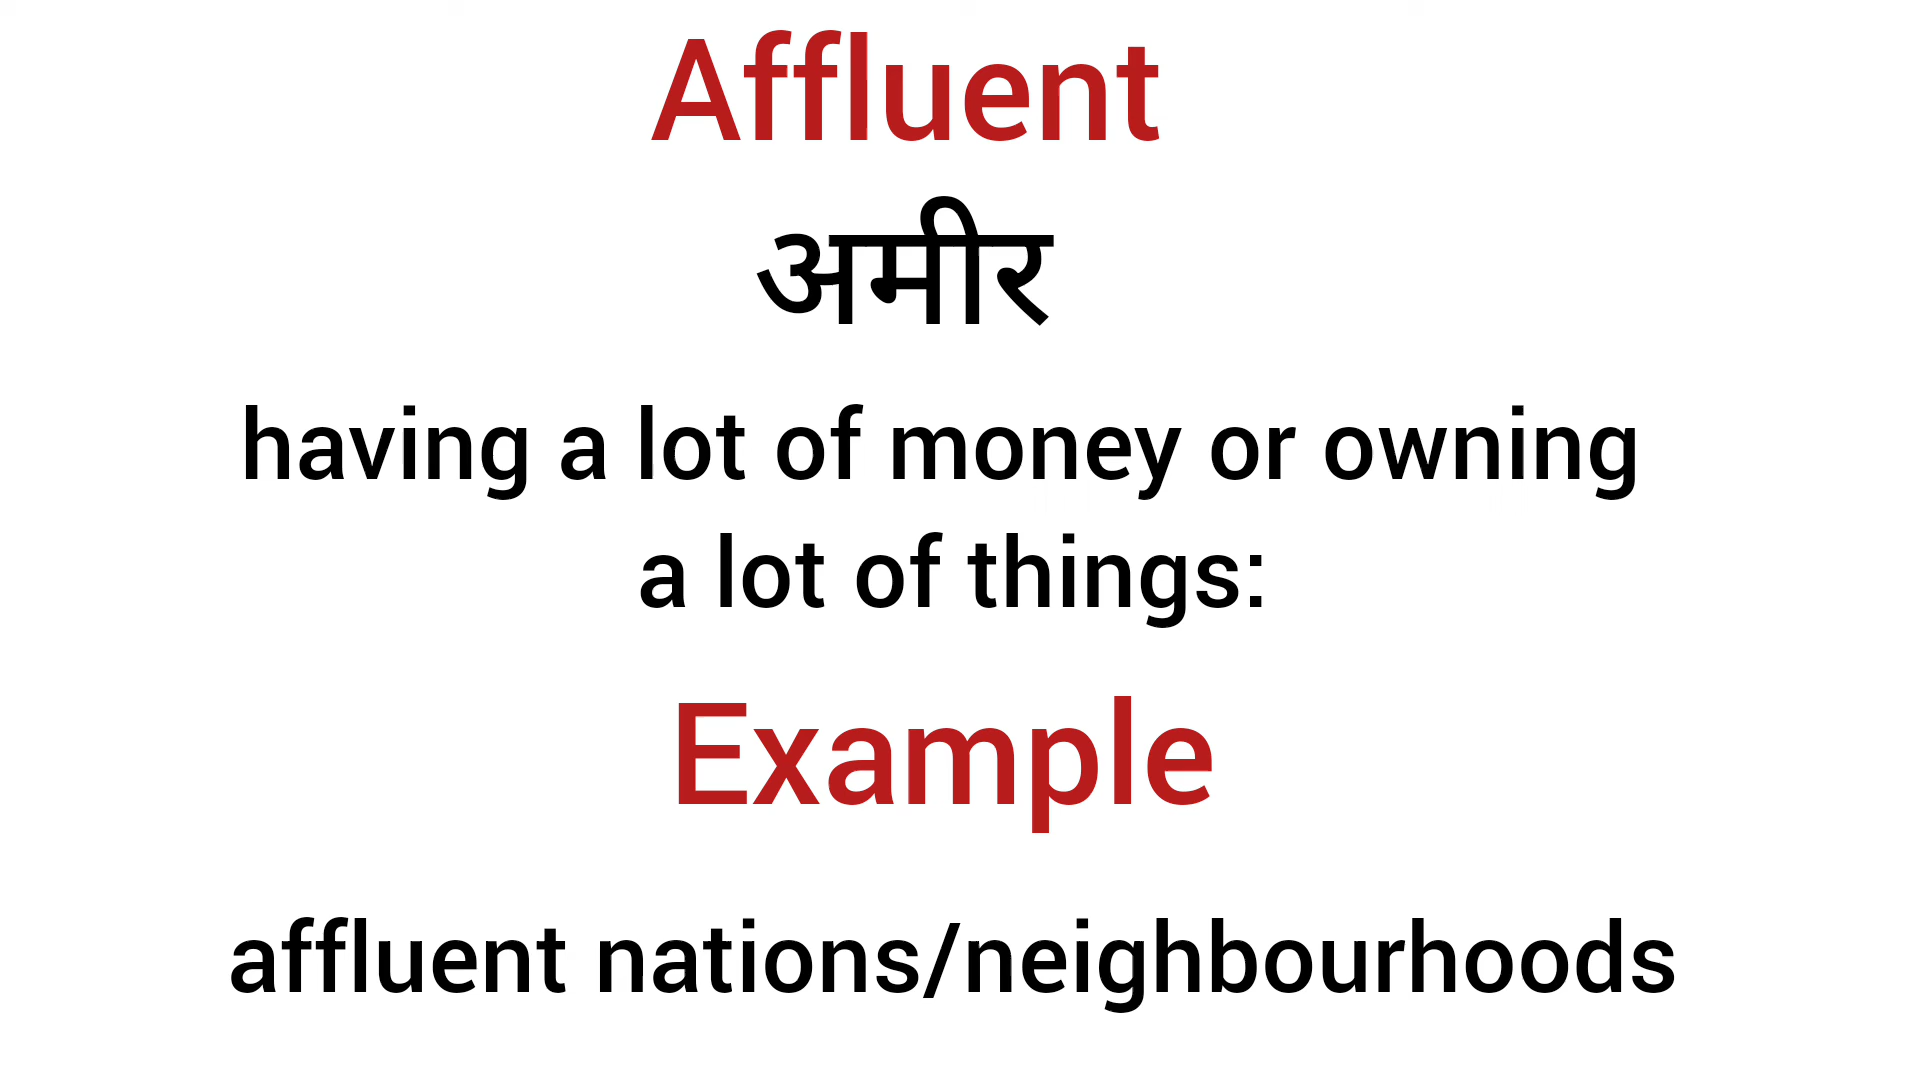 Affluent
अमीर
having a lot of money or owning
a lot of things:
Example
affluent nations/neighbourhoods